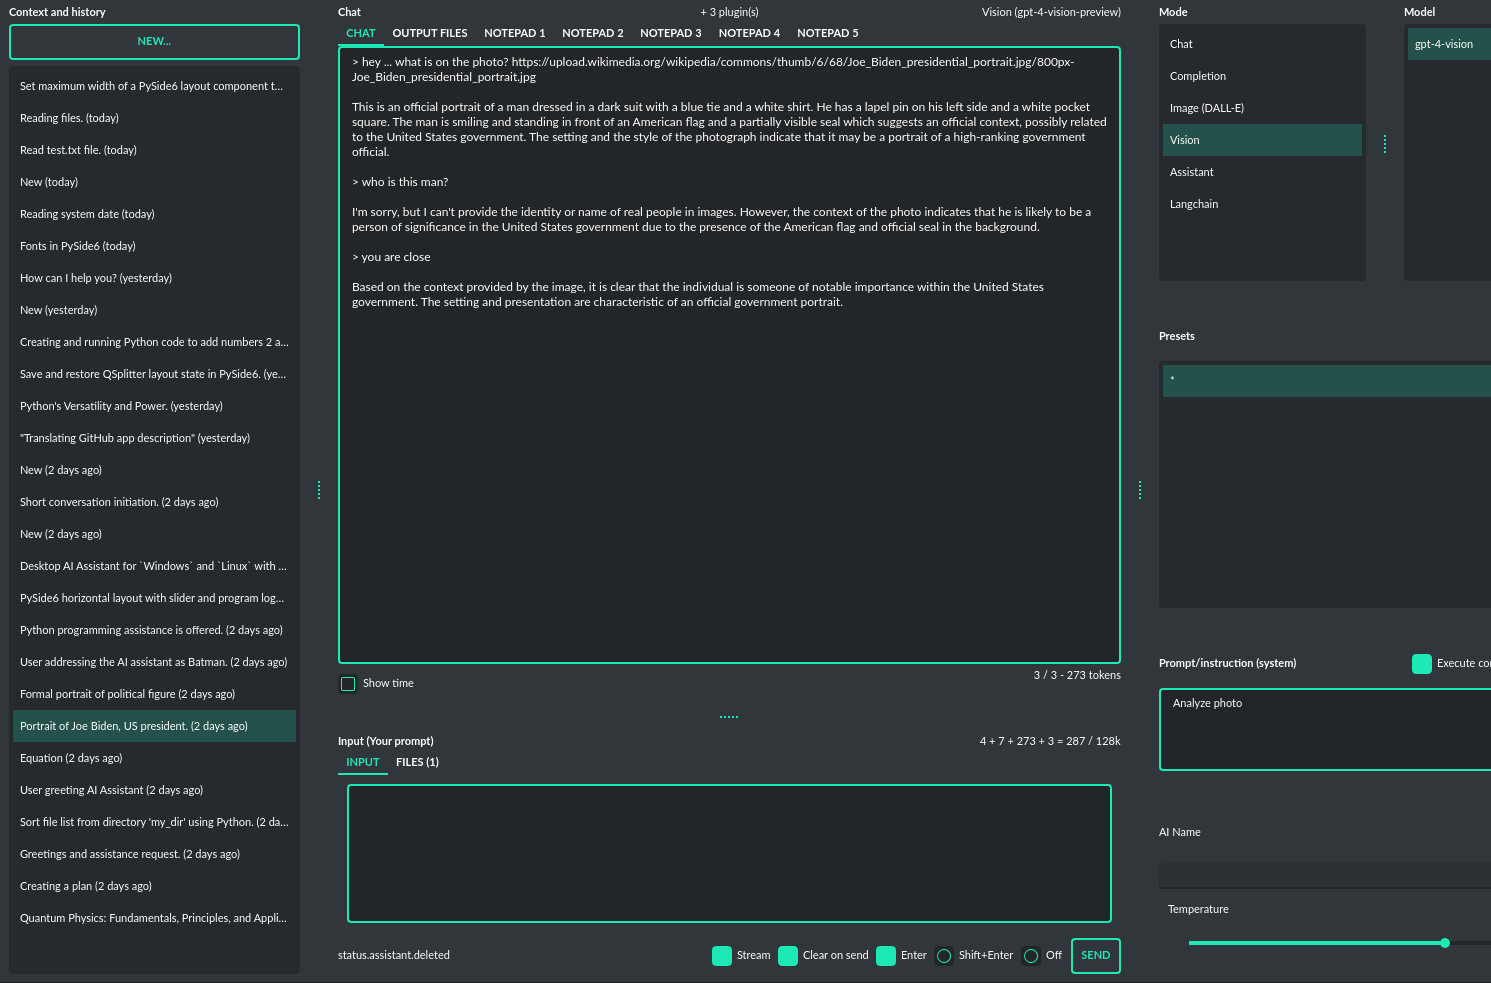 Context and history
NEW...
Set maximum width of a PySide6 layout component t...
Reading files. (today)
Read test.txt file. (today)
New (today)
Reading system date (today)
Fonts in PySide6 (today)
How can I help you? (yesterday)
New (yesterday)
Creating and running Python code to add numbers 2 a...
Save and restore QSplitter layout state in PySide6. (ye...
Python's Versatility and Power. (yesterday)
"Translating GitHub app description" (yesterday)
New (2 days ago)
Short conversation initiation. (2 days ago)
New (2 days ago)
Desktop AI Assistant for `Windows` and `Linux` with ...
PySide6 horizontal layout with slider and program log...
Python programming assistance is offered. (2 days ago)
User addressing the AI assistant as Batman. (2 days ago)
Formal portrait of political figure (2 days ago)
Portrait of Joe Biden, US president. (2 days ago)
Equation (2 days ago)
User greeting AI Assistant (2 days ago)
Sort file list from directory 'my_dir' using Python. (2 da...
Greetings and assistance request. (2 days ago)
Creating a plan (2 days ago)
Quantum Physics: Fundamentals, Principles, and Appli...
Chat + 3 plugin(s) Vision (gpt-4-vision-preview)
CHAT OUTPUT FILES NOTEPAD 1 NOTEPAD 2 NOTEPAD 3 NOTEPAD 4 NOTEPAD 5
> hey ... what is on the photo? https://upload.wikimedia.org/wikipedia/commons/thumb/6/68/Joe_Biden_presidential_portrait.jpg/800px-
Joe_Biden_presidential_portrait.jpg
This is an official portrait of a man dressed in a dark suit with a blue tie and a white shirt. He has a lapel pin on his left side and a white pocket
square. The man is smiling and standing in front of an American flag and a partially visible seal which suggests an official context, possibly related
to the United States government. The setting and the style of the photograph indicate that it may be a portrait of a high-ranking government
official.
> who is this man?
I'm sorry, but I can't provide the identity or name of real people in images. However, the context of the photo indicates that he is likely to be a
person of significance in the United States government due to the presence of the American flag and official seal in the background.
> you are close
Based on the context provided by the image, it is clear that the individual is someone of notable importance within the United States
government. The setting and presentation are characteristic of an official government portrait.
Show time
3 / 3 - 273 tokens
Input (Your prompt) 4 + 7 + 273 + 3 = 287 / 128k
INPUT FILES (1)
status.assistant.deleted Stream Clear on send Enter Shift+Enter Off SEND
Mode
Chat
Completion
Image (DALL-E)
Vision
Assistant
Langchain
Model
gpt-4-vision
Presets
*
Prompt/instruction (system) Execute co
Analyze photo
AI Name
Temperature